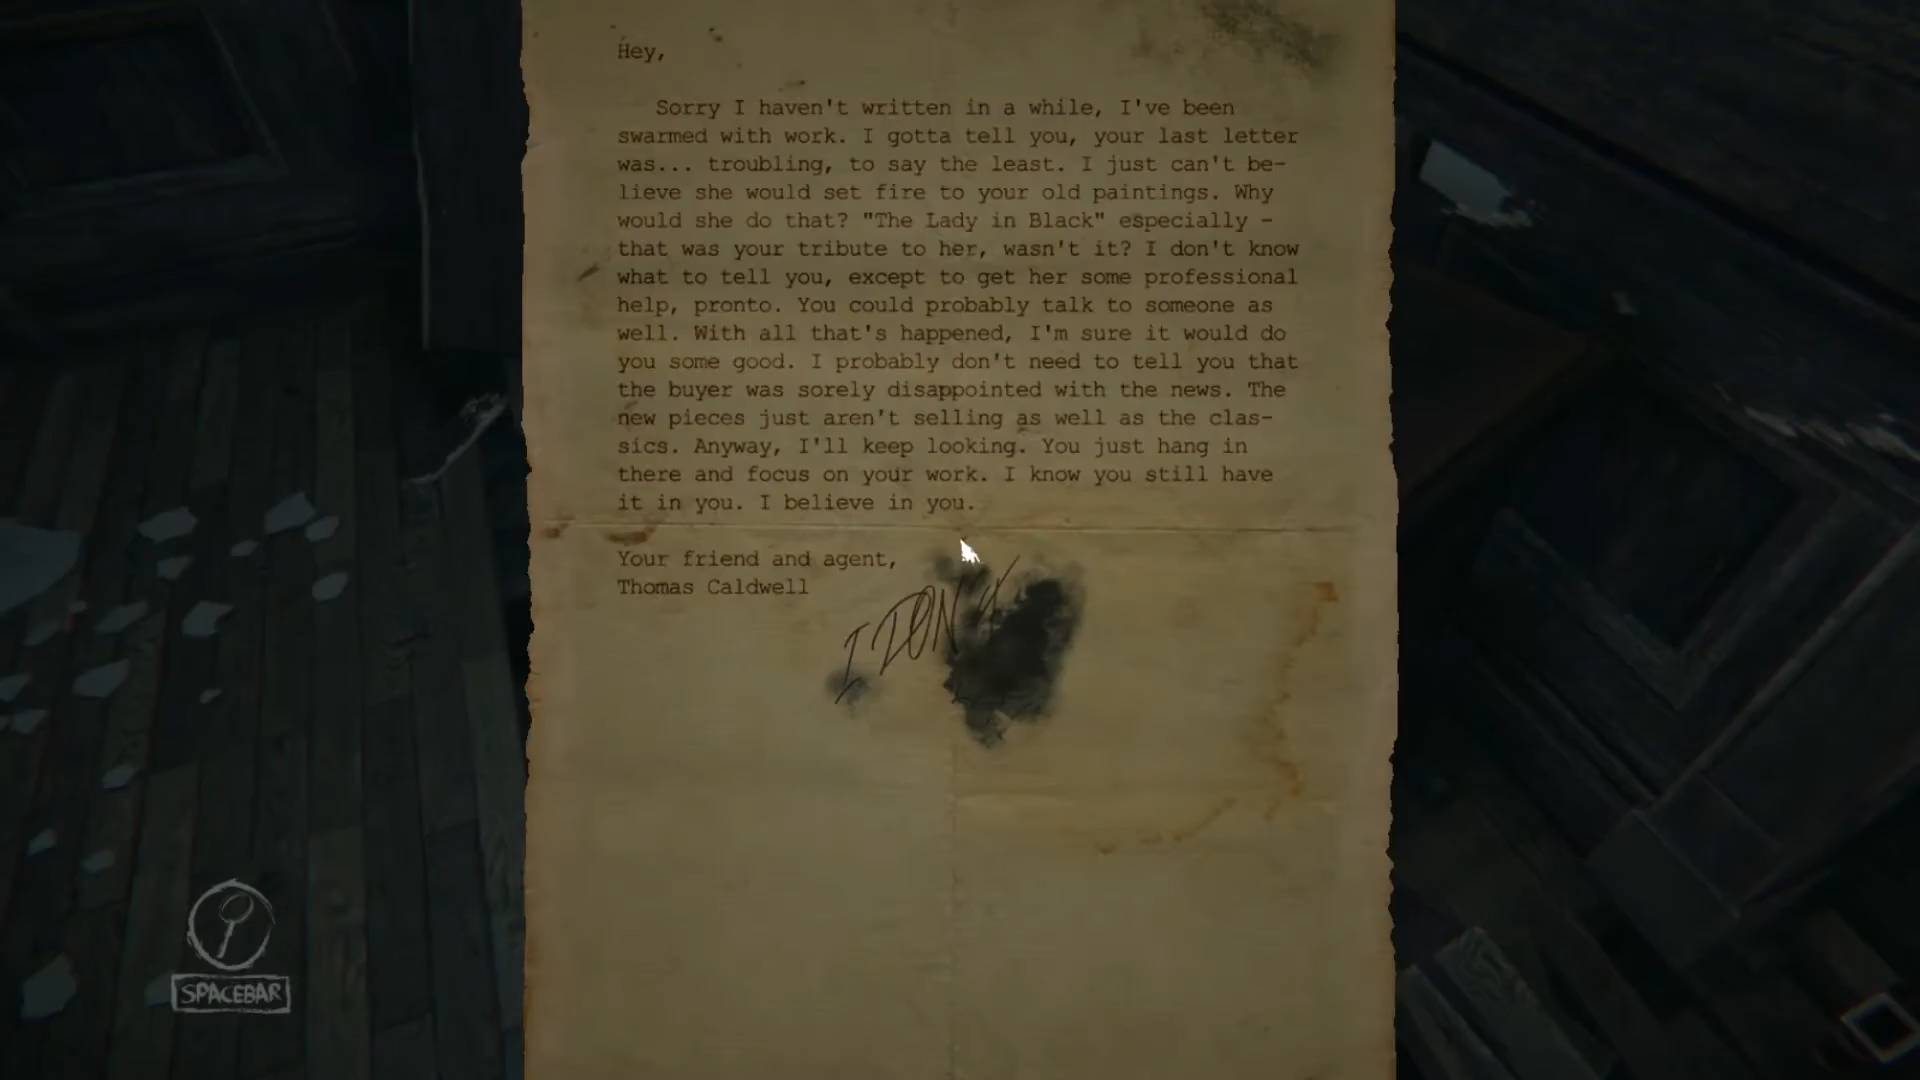 Hey,
Sorry I haven't written in a while, I've been
swarmed with work. I gotta tell you, your last letter
was... troubling, to say the least. I just can't be-
lieve she would set fire to your old paintings. Why
would she do that? "The Lady in Black" especially -
that was your tribute to her, wasn't it? I don't know
what to tell you, except to get her some professional
help, pronto. You could probably talk to someone as
well. With all that's happened, I'm sure it would do
you some good. I probably don't need to tell you that
the buyer was sorely disappointed with the news. The
new pieces just aren't selling as well as the clas-
sics. Anyway, I'll keep looking. You just hang in
there and focus on your work. I know you still have
it in you. I believe in you.
Your friend and agent,
Thomas Caldwell
I DON'T
SPACEBAR